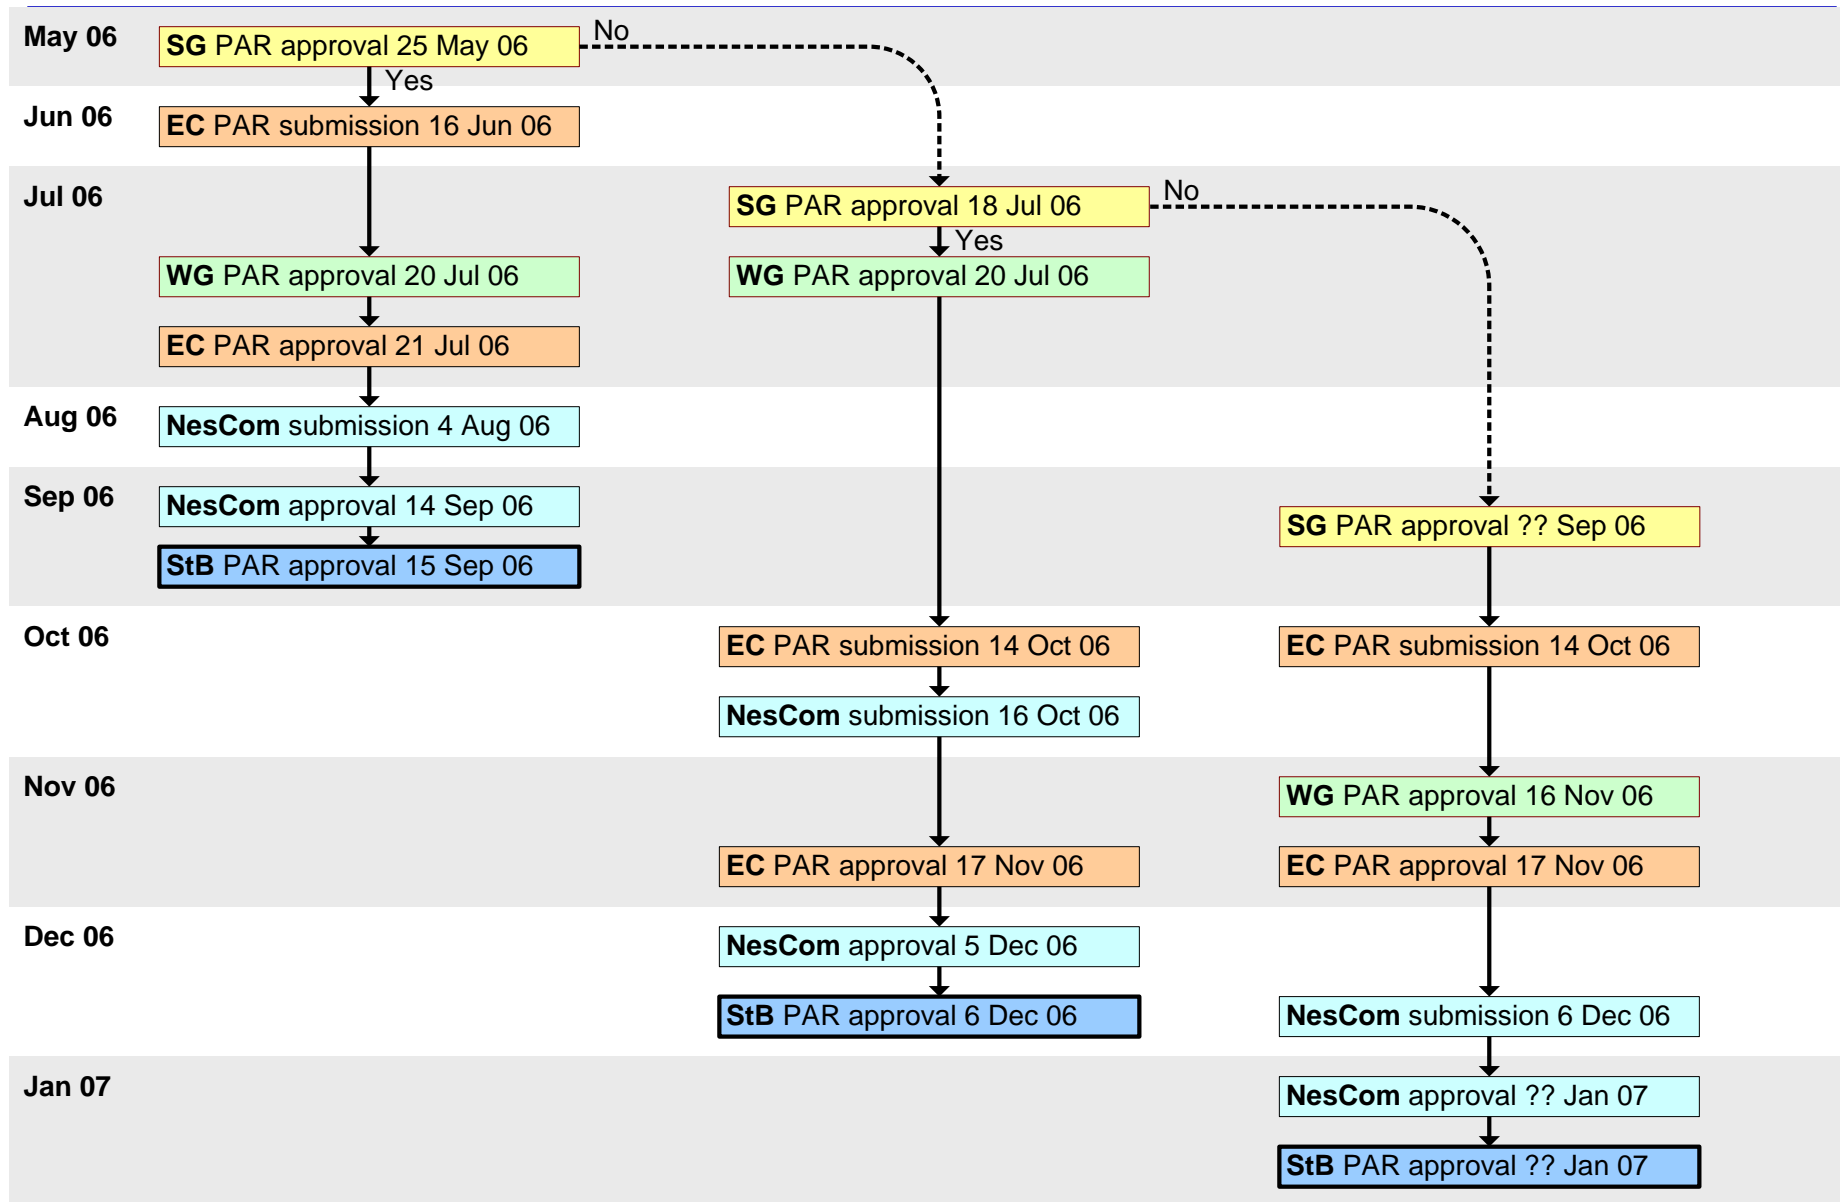 May 06
SG PAR approval 25 May 06
No
Yes
Jun 06
EC PAR submission 16 Jun 06
Jul 06
SG PAR approval 18 Jul 06
No
Yes
WG PAR approval 20 Jul 06
WG PAR approval 20 Jul 06
EC PAR approval 21 Jul 06
Aug 06
NesCom submission 4 Aug 06
Sep 06
NesCom approval 14 Sep 06
SG PAR approval ?? Sep 06
StB PAR approval 15 Sep 06
Oct 06
EC PAR submission 14 Oct 06
EC PAR submission 14 Oct 06
NesCom submission 16 Oct 06
Nov 06
WG PAR approval 16 Nov 06
EC PAR approval 17 Nov 06
EC PAR approval 17 Nov 06
Dec 06
NesCom approval 5 Dec 06
StB PAR approval 6 Dec 06
NesCom submission 6 Dec 06
Jan 07
NesCom approval ?? Jan 07
StB PAR approval ?? Jan 07